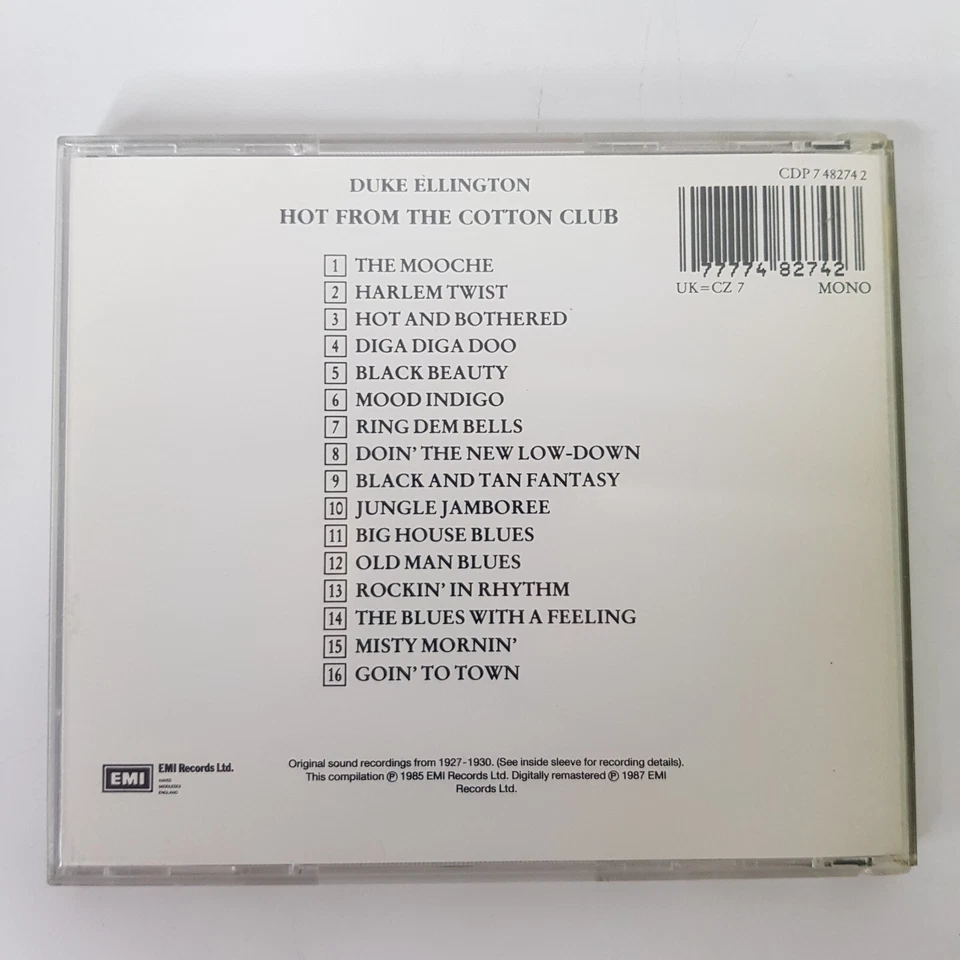 DUKE ELLINGTON
HOT FROM THE COTTON CLUB
CDP 7 48274 2
77774 82742
UK=CZ 7 MONO
1 THE MOOCHE
2 HARLEM TWIST
3 HOT AND BOTHERED
4 DIGA DIGA DOO
5 BLACK BEAUTY
6 MOOD INDIGO
7 RING DEM BELLS
8 DOIN' THE NEW LOW-DOWN
9 BLACK AND TAN FANTASY
10 JUNGLE JAMBOREE
11 BIG HOUSE BLUES
12 OLD MAN BLUES
13 ROCKIN' IN RHYTHM
14 THE BLUES WITH A FEELING
15 MISTY MORNIN'
16 GOIN' TO TOWN
EMI
EMI Records Ltd.
HAYES
MIDDLESEX
ENGLAND
Original sound recordings from 1927-1930. (See inside sleeve for recording details).
This compilation ℗ 1985 EMI Records Ltd. Digitally remastered ℗ 1987 EMI
Records Ltd.